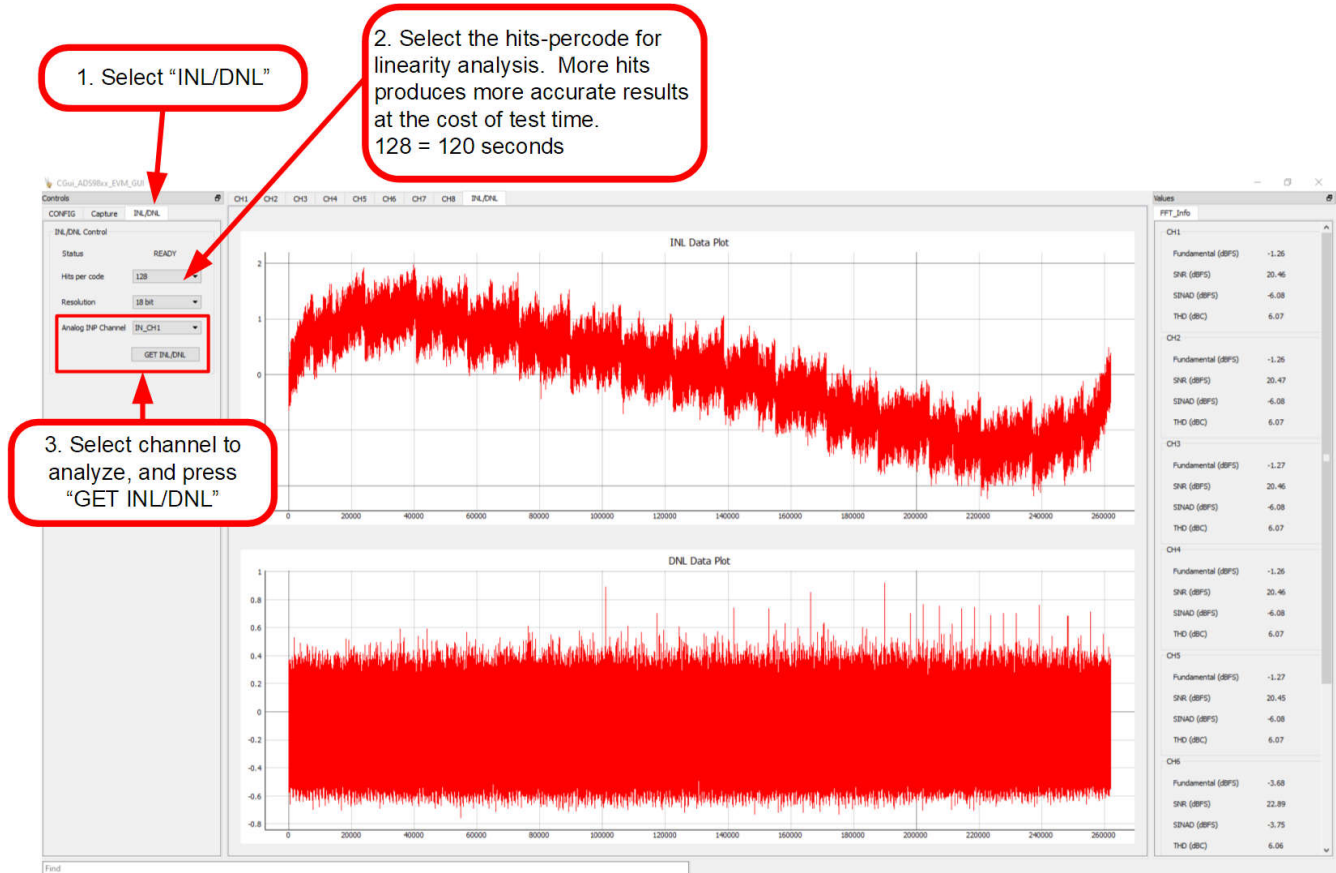 1. Select “INL/DNL”
2. Select the hits-percode for
linearity analysis. More hits
produces more accurate results
at the cost of test time.
128 = 120 seconds
CGui_ADS98xx_EVM_GUI
Controls
CONFIG Capture INL/DNL
INL/DNL Control
Status READY
Hits per code 128
Resolution 18 bit
Analog INP Channel IN_CH1
GET INL/DNL
3. Select channel to
analyze, and press
“GET INL/DNL”
CH1 CH2 CH3 CH4 CH5 CH6 CH7 CH8 INL/DNL
INL Data Plot
2
1
0
0 20000 40000 60000 80000 100000 120000 140000 160000 180000 200000 220000 240000 260000
DNL Data Plot
1
0.8
0.6
0.4
0.2
0
-0.2
-0.4
-0.6
-0.8
0 20000 40000 60000 80000 100000 120000 140000 160000 180000 200000 220000 240000 260000
Values
FFT_Info
CH1
Fundamental (dBFS) -1.26
SNR (dBFS) 20.46
SINAD (dBFS) -6.08
THD (dBC) 6.07
CH2
Fundamental (dBFS) -1.26
SNR (dBFS) 20.47
SINAD (dBFS) -6.08
THD (dBC) 6.07
CH3
Fundamental (dBFS) -1.27
SNR (dBFS) 20.46
SINAD (dBFS) -6.08
THD (dBC) 6.07
CH4
Fundamental (dBFS) -1.26
SNR (dBFS) 20.46
SINAD (dBFS) -6.08
THD (dBC) 6.07
CH5
Fundamental (dBFS) -1.27
SNR (dBFS) 20.45
SINAD (dBFS) -6.08
THD (dBC) 6.07
CH6
Fundamental (dBFS) -3.68
SNR (dBFS) 22.89
SINAD (dBFS) -3.75
THD (dBC) 6.06
Find